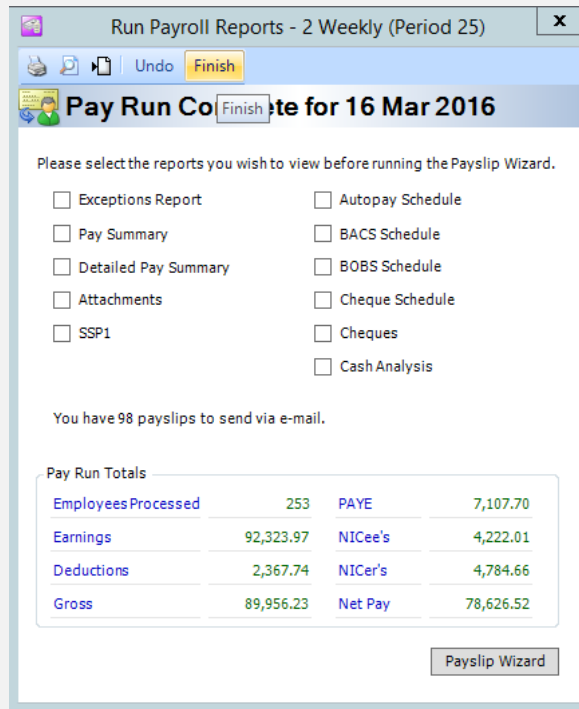 Run Payroll Reports - 2 Weekly (Period 25) x
Undo Finish
Pay Run Co te for 16 Mar 2016
Finish
Please select the reports you wish to view before running the Payslip Wizard.
Exceptions Report Autopay Schedule
Pay Summary BACS Schedule
Detailed Pay Summary BOBS Schedule
Attachments Cheque Schedule
SSP1 Cheques
Cash Analysis
You have 98 payslips to send via e-mail.
Pay Run Totals
Employees Processed 253 PAYE 7,107.70
Earnings 92,323.97 NICee's 4,222.01
Deductions 2,367.74 NICer's 4,784.66
Gross 89,956.23 Net Pay 78,626.52
Payslip Wizard